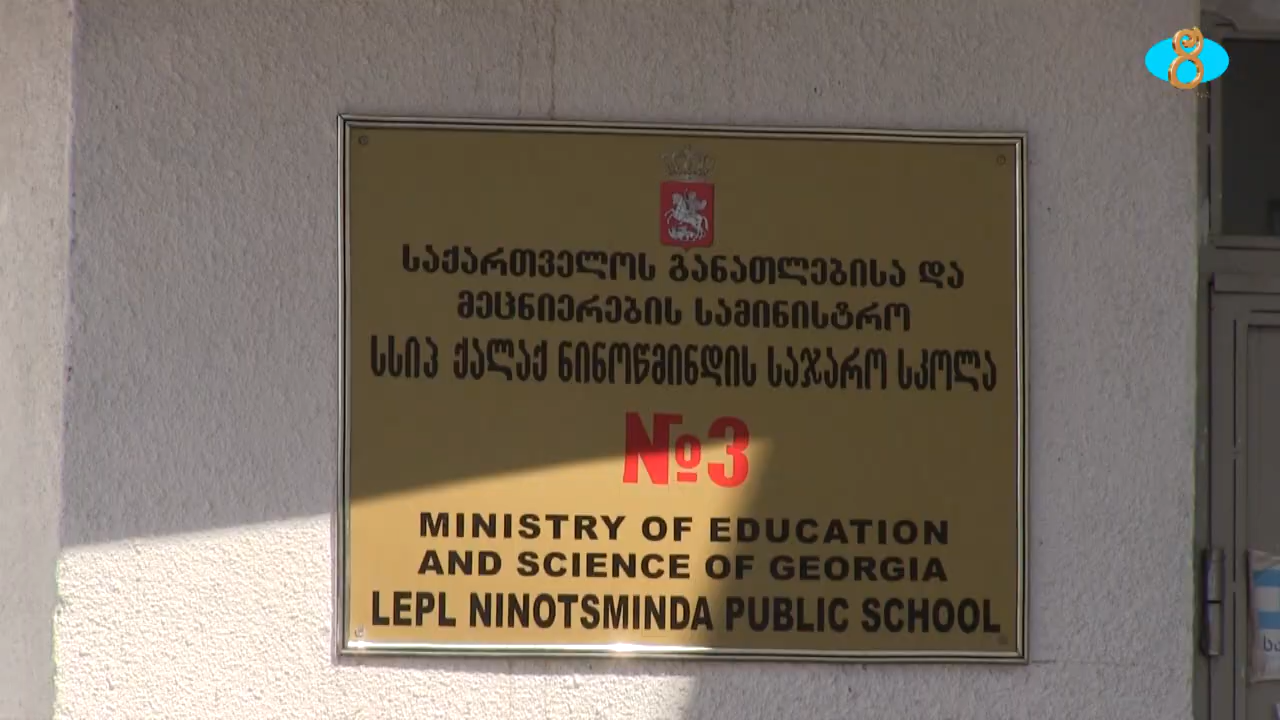 საქართველოს განათლებისა და
მეცნიერების სამინისტრო
სსიპ ქალაქ ნინოწმინდის საჯარო სკოლა
№3
MINISTRY OF EDUCATION
AND SCIENCE OF GEORGIA
LEPL NINOTSMINDA PUBLIC SCHOOL